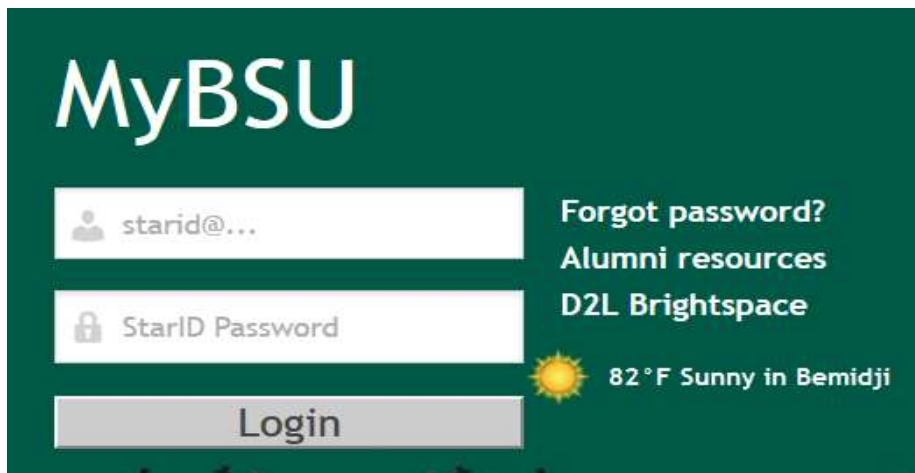 MyBSU
starid@...
StarID Password
Login
Forgot password?
Alumni resources
D2L Brightspace
82°F Sunny in Bemidji